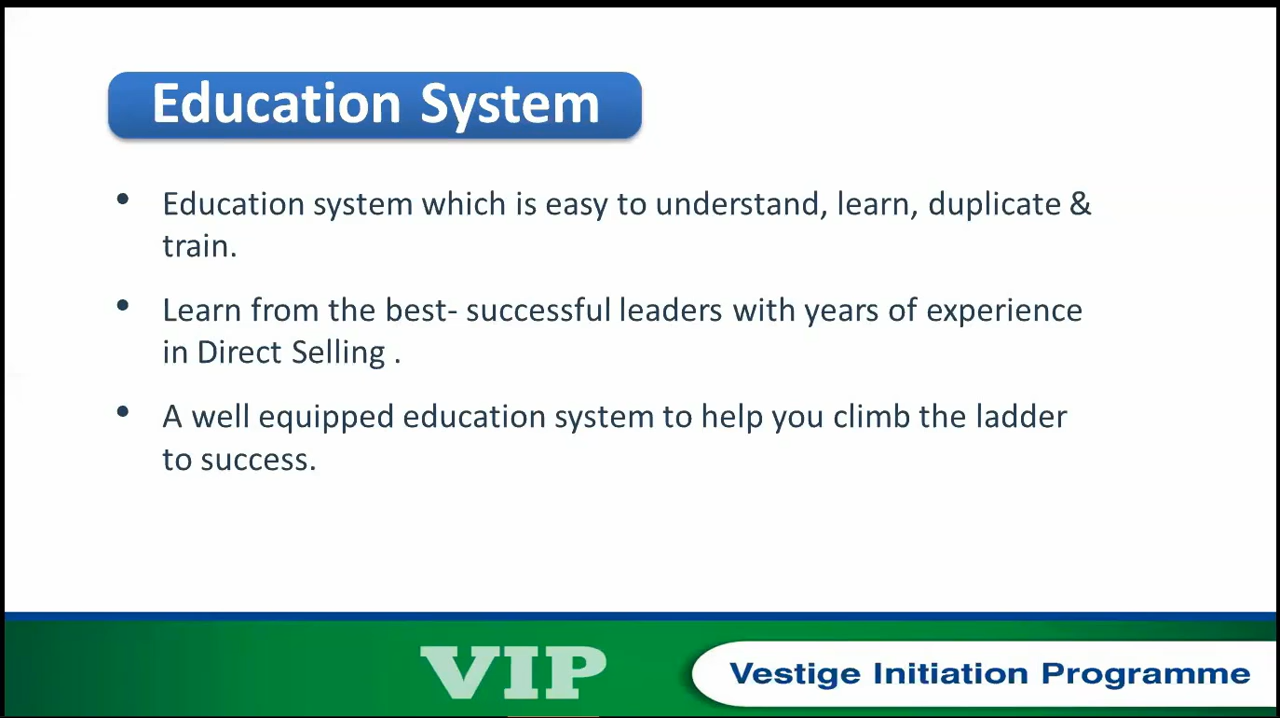 Education System
• Education system which is easy to understand, learn, duplicate &
train.
• Learn from the best- successful leaders with years of experience
in Direct Selling .
• A well equipped education system to help you climb the ladder
to success.
VIP
Vestige Initiation Programme